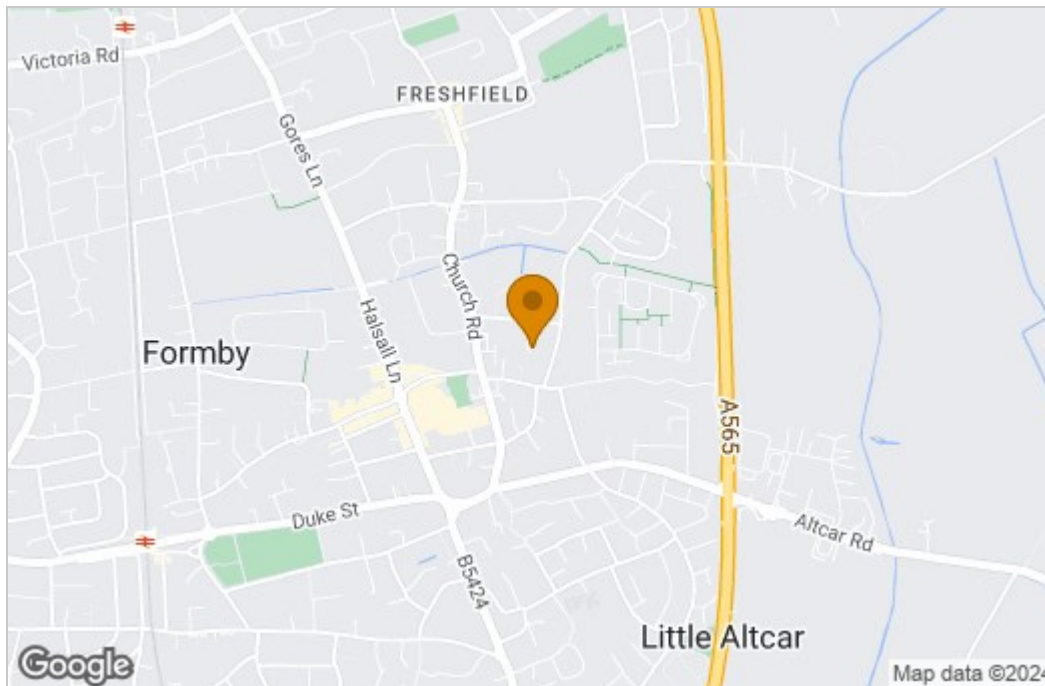 Victoria Rd
FRESHFIELD
Gores Ln
Church Rd
Halsall Ln
Formby
A565
Duke St
Altcar Rd
B5424
Little Altcar
Google
Map data ©2024